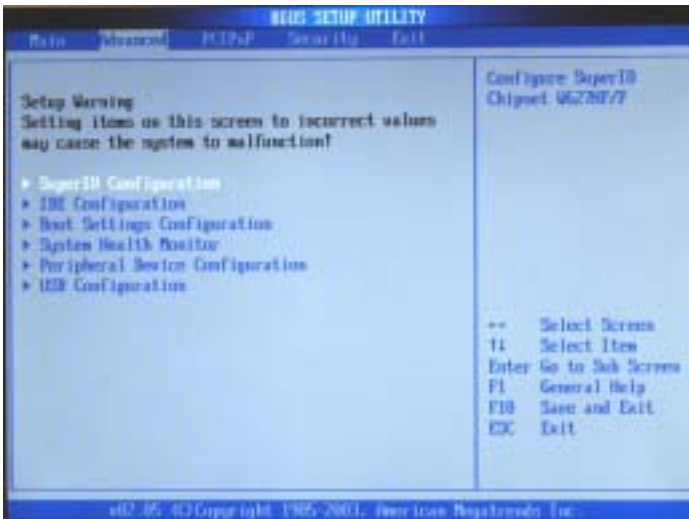 BIOS SETUP UTILITY
Main Advanced PCIPnP Security Exit
Setup Warning
Setting items on this screen to incorrect values
may cause the system to malfunction!
SuperIO Configuration
IDE Configuration
Boot Settings Configuration
System Health Monitor
Peripheral Device Configuration
USB Configuration
Configure SuperIO
Chipset
↔ Select Screen
↑↓ Select Item
Enter Go to Sub Screen
F1 General Help
F10 Save and Exit
ESC Exit
v02.05 (C)Copyright 1985-2003, American Megatrends Inc.